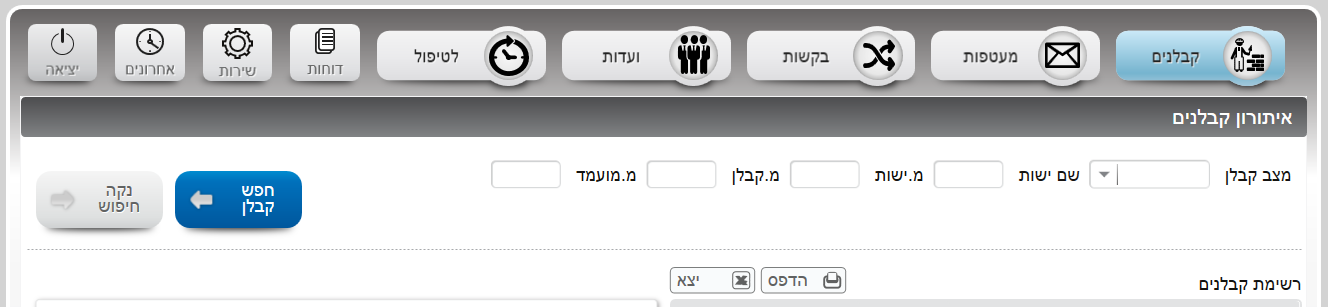 קבלנים
מעטפות
בקשות
ועדות
לטיפול
דוחות
שירות
אחרונים
יציאה
איתורון קבלנים
מצב קבלן
שם ישות
מ.ישות
מ.קבלן
מ.מועמד
חפש
קבלן
נקה
חיפוש
רשימת קבלנים
הדפס
יצא